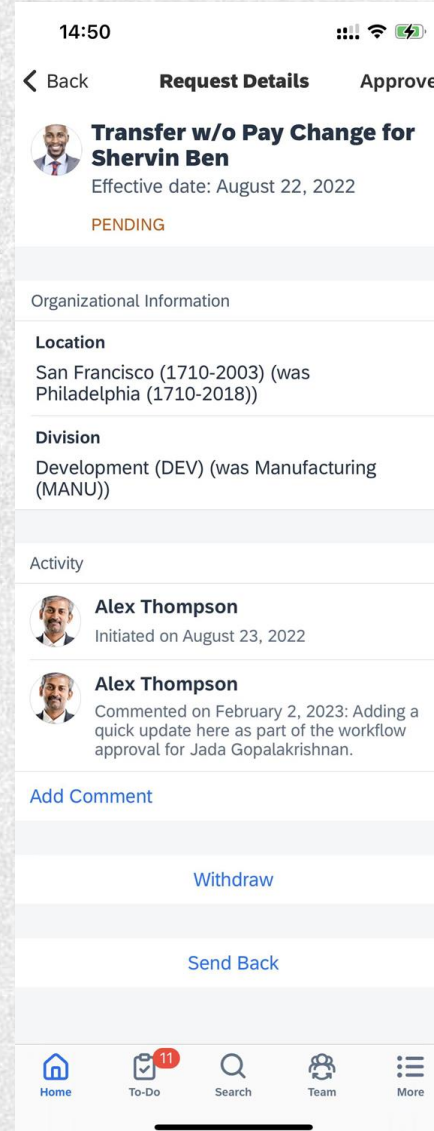 14:50
Back
Request Details
Approve
Transfer w/o Pay Change for
Shervin Ben
Effective date: August 22, 2022
PENDING
Organizational Information
Location
San Francisco (1710-2003) (was
Philadelphia (1710-2018))
Division
Development (DEV) (was Manufacturing
(MANU))
Activity
Alex Thompson
Initiated on August 23, 2022
Alex Thompson
Commented on February 2, 2023: Adding a
quick update here as part of the workflow
approval for Jada Gopalakrishnan.
Add Comment
Withdraw
Send Back
11
Home
To-Do
Search
Team
More